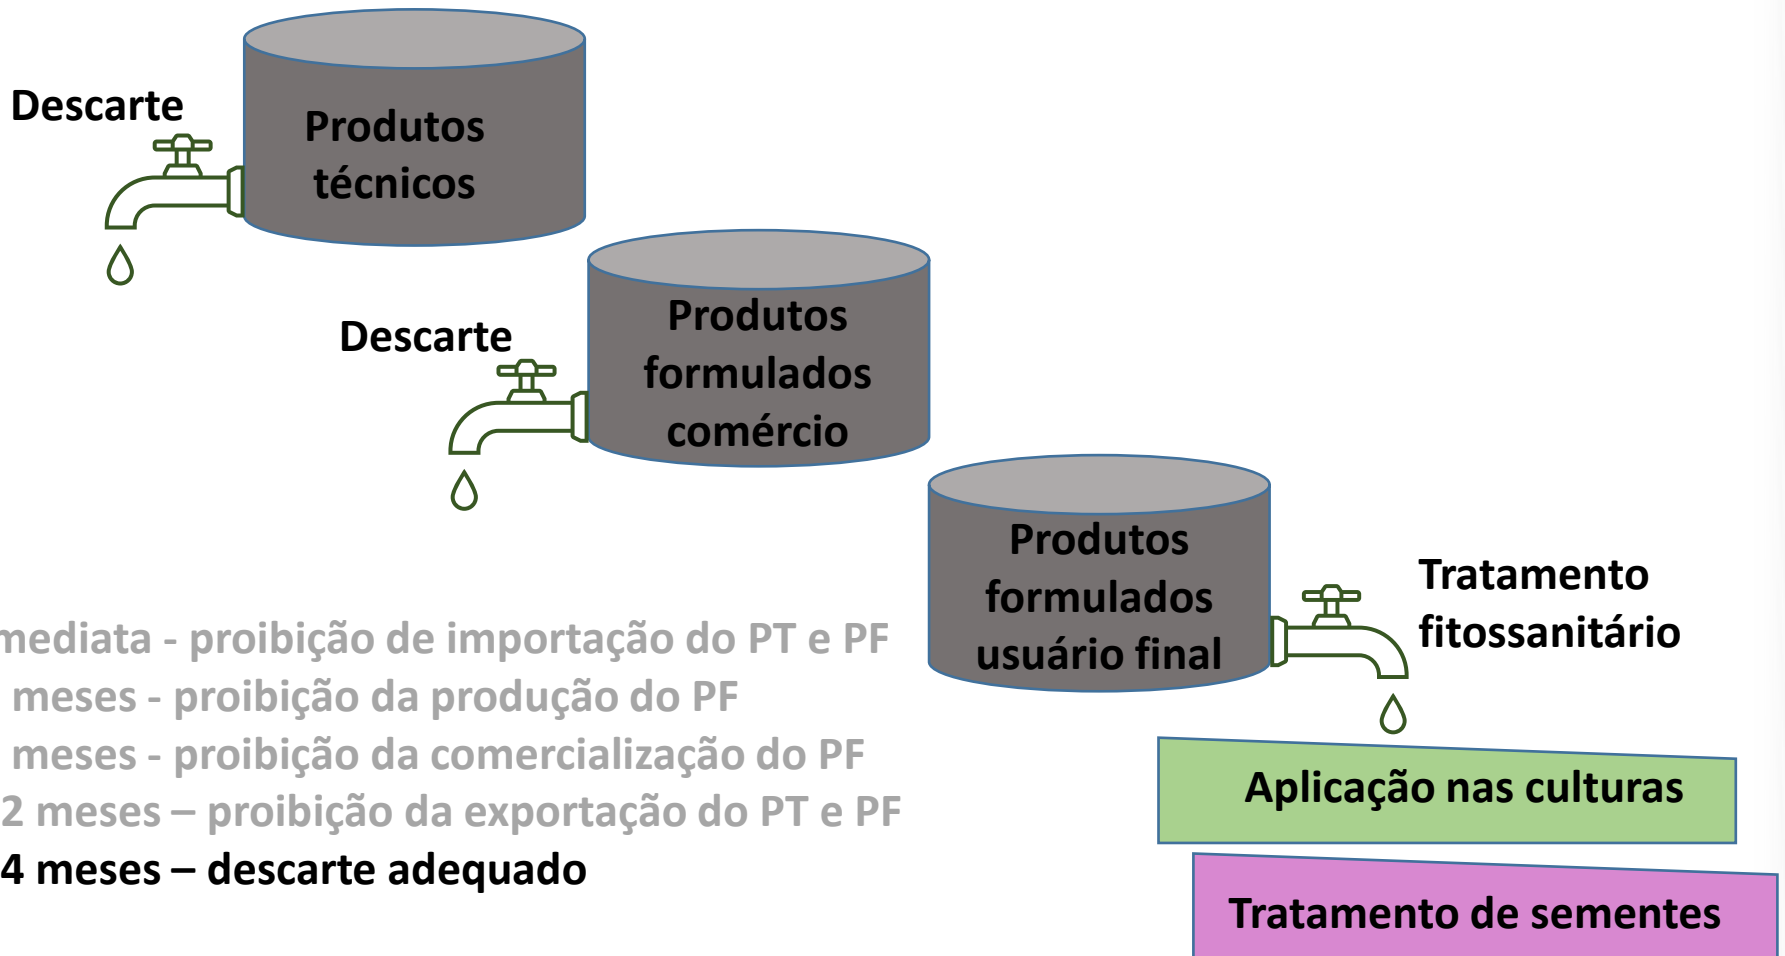 Descarte
Produtos
técnicos
Descarte
Produtos
formulados
comércio
Produtos
formulados
usuário final
Tratamento
fitossanitário
mediata - proibição de importação do PT e PF
meses - proibição da produção do PF
meses - proibição da comercialização do PF
2 meses – proibição da exportação do PT e PF
4 meses – descarte adequado
Aplicação nas culturas
Tratamento de sementes